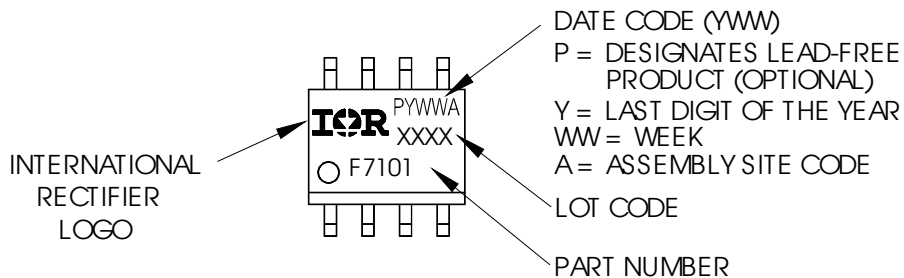 DATE CODE (YWW)
P = DESIGNATES LEAD-FREE
PRODUCT (OPTIONAL)
Y = LAST DIGIT OF THE YEAR
WW = WEEK
A = ASSEMBLY SITE CODE
LOT CODE
PART NUMBER
INTERNATIONAL
RECTIFIER
LOGO
PYWWA
IOR
XXXX
F7101